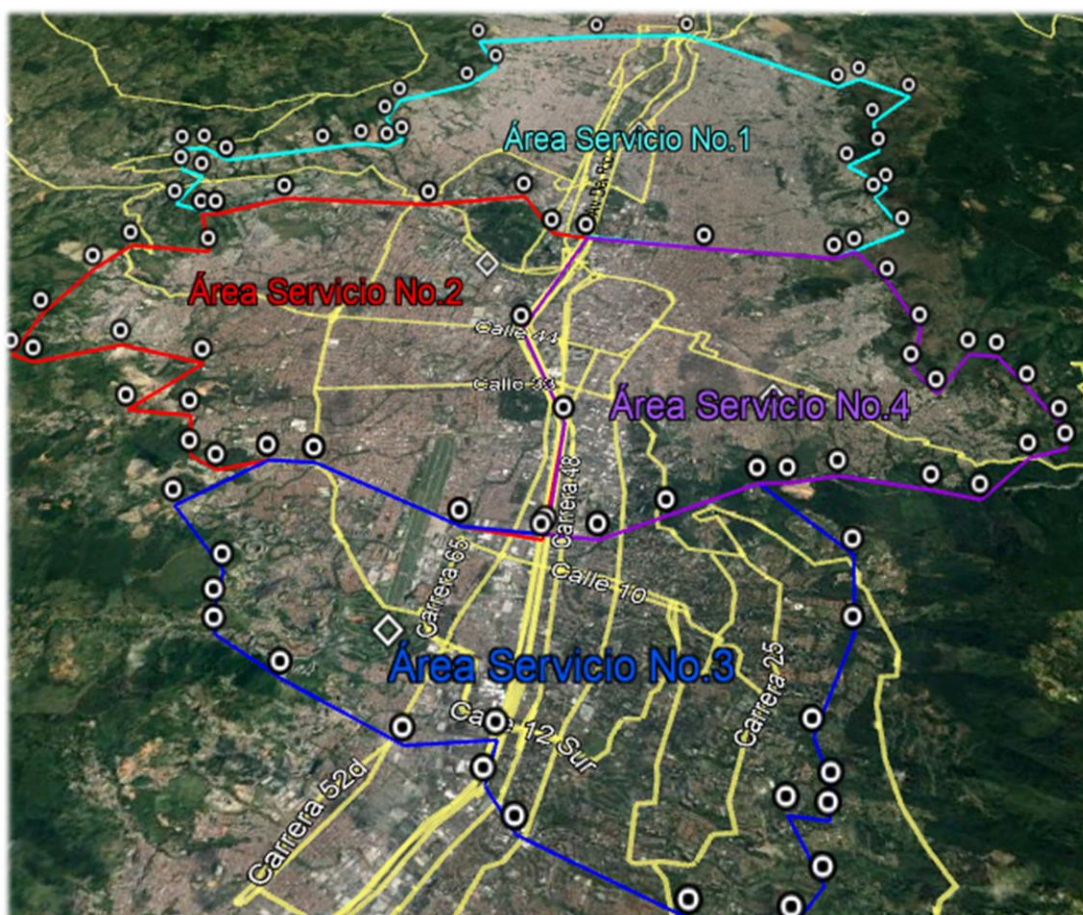 Área Servicio No.1
Área Servicio No.2
Calle 44
Calle 33
Área Servicio No.4
Carrera 48
Carrera 65
Calle 10
Área Servicio No.3
Carrera 25
Calle 12 Sur
Carrera 52d